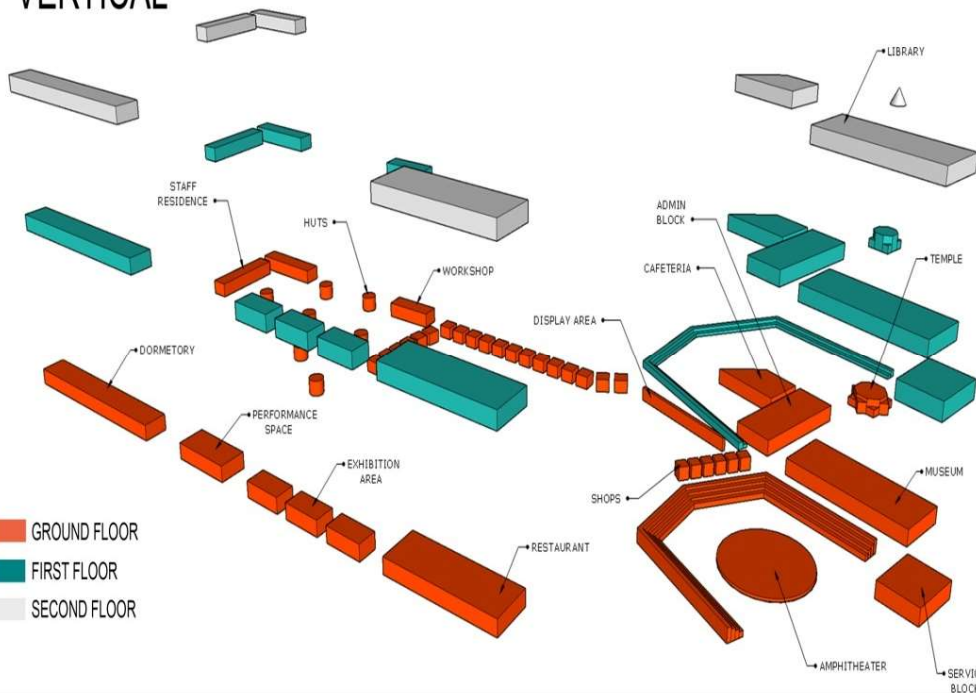 VERTICAL
LIBRARY
STAFF
RESIDENCE
HUTS
ADMIN
BLOCK
WORKSHOP
CAFETERIA
TEMPLE
DISPLAY AREA
DORMETORY
PERFORMANCE
SPACE
EXHIBITION
AREA
SHOPS
MUSEUM
GROUND FLOOR
RESTAURANT
FIRST FLOOR
SECOND FLOOR
AMPHITHEATER
SERVIC
BLOCK